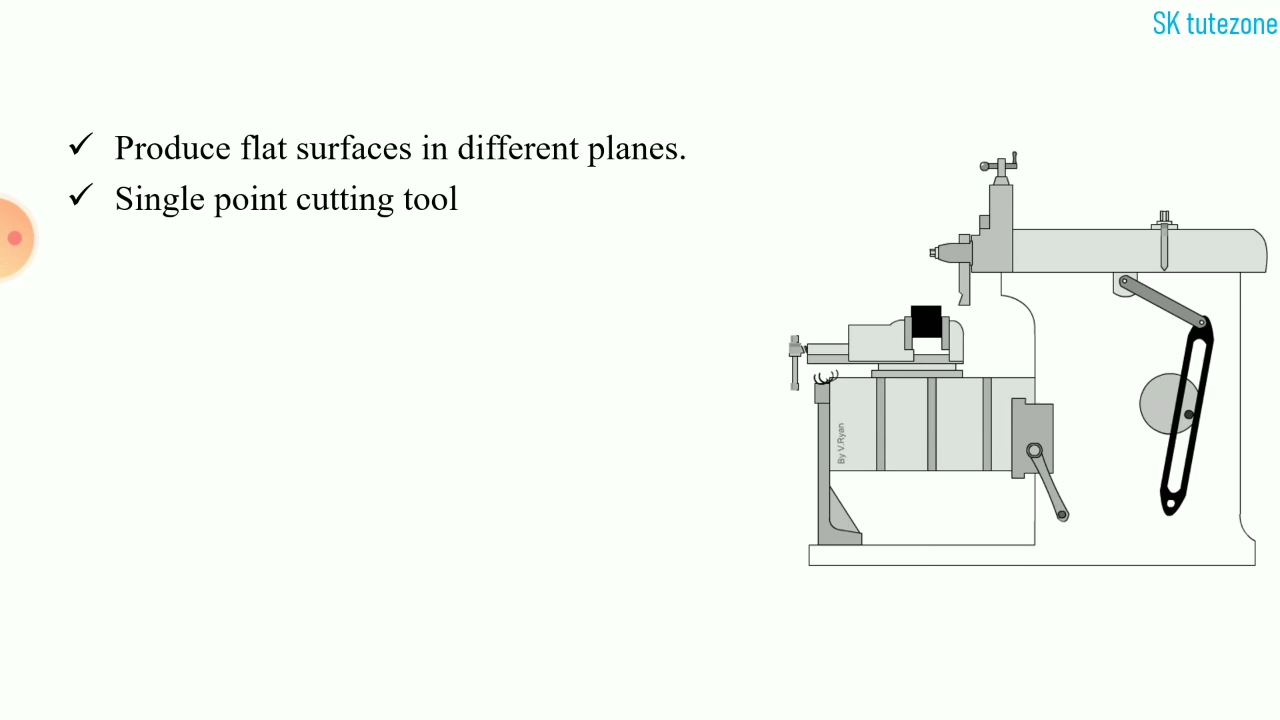 SK tutezone
Produce flat surfaces in different planes.
Single point cutting tool
By V.Ryan